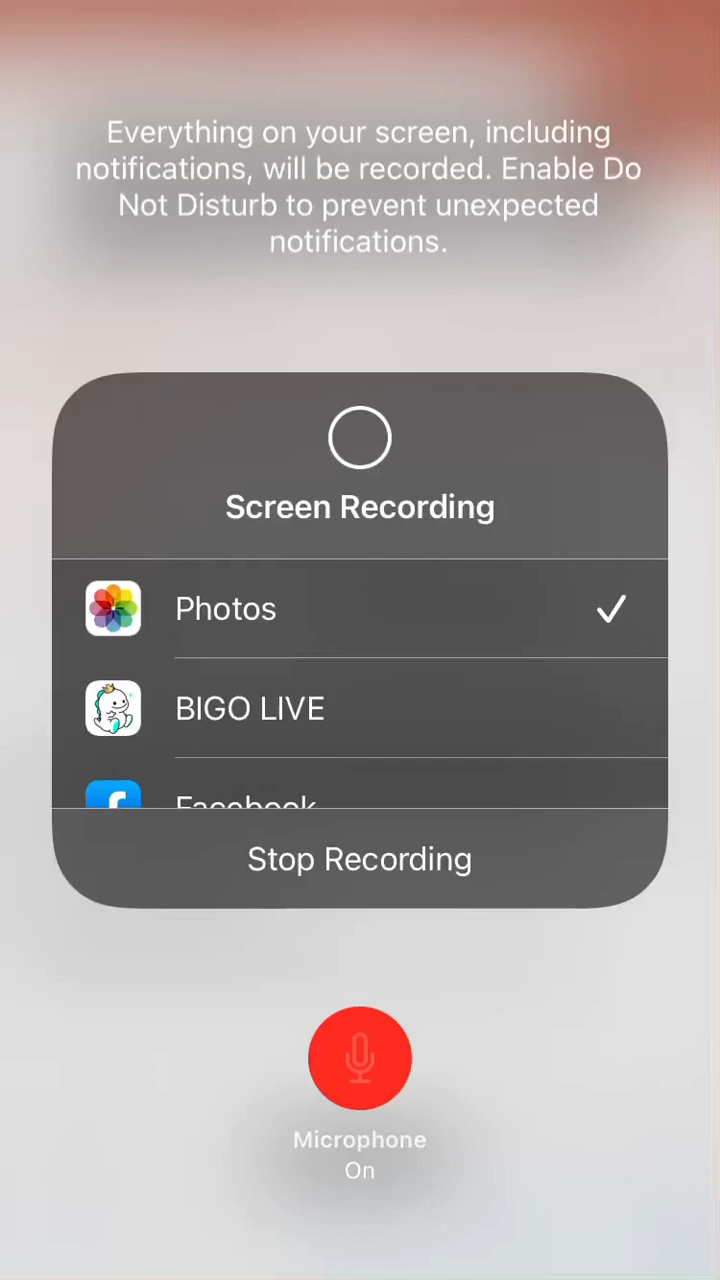 Everything on your screen, including
notifications, will be recorded. Enable Do
Not Disturb to prevent unexpected
notifications.
Screen Recording
Photos
BIGO LIVE
Facebook
Stop Recording
Microphone
On